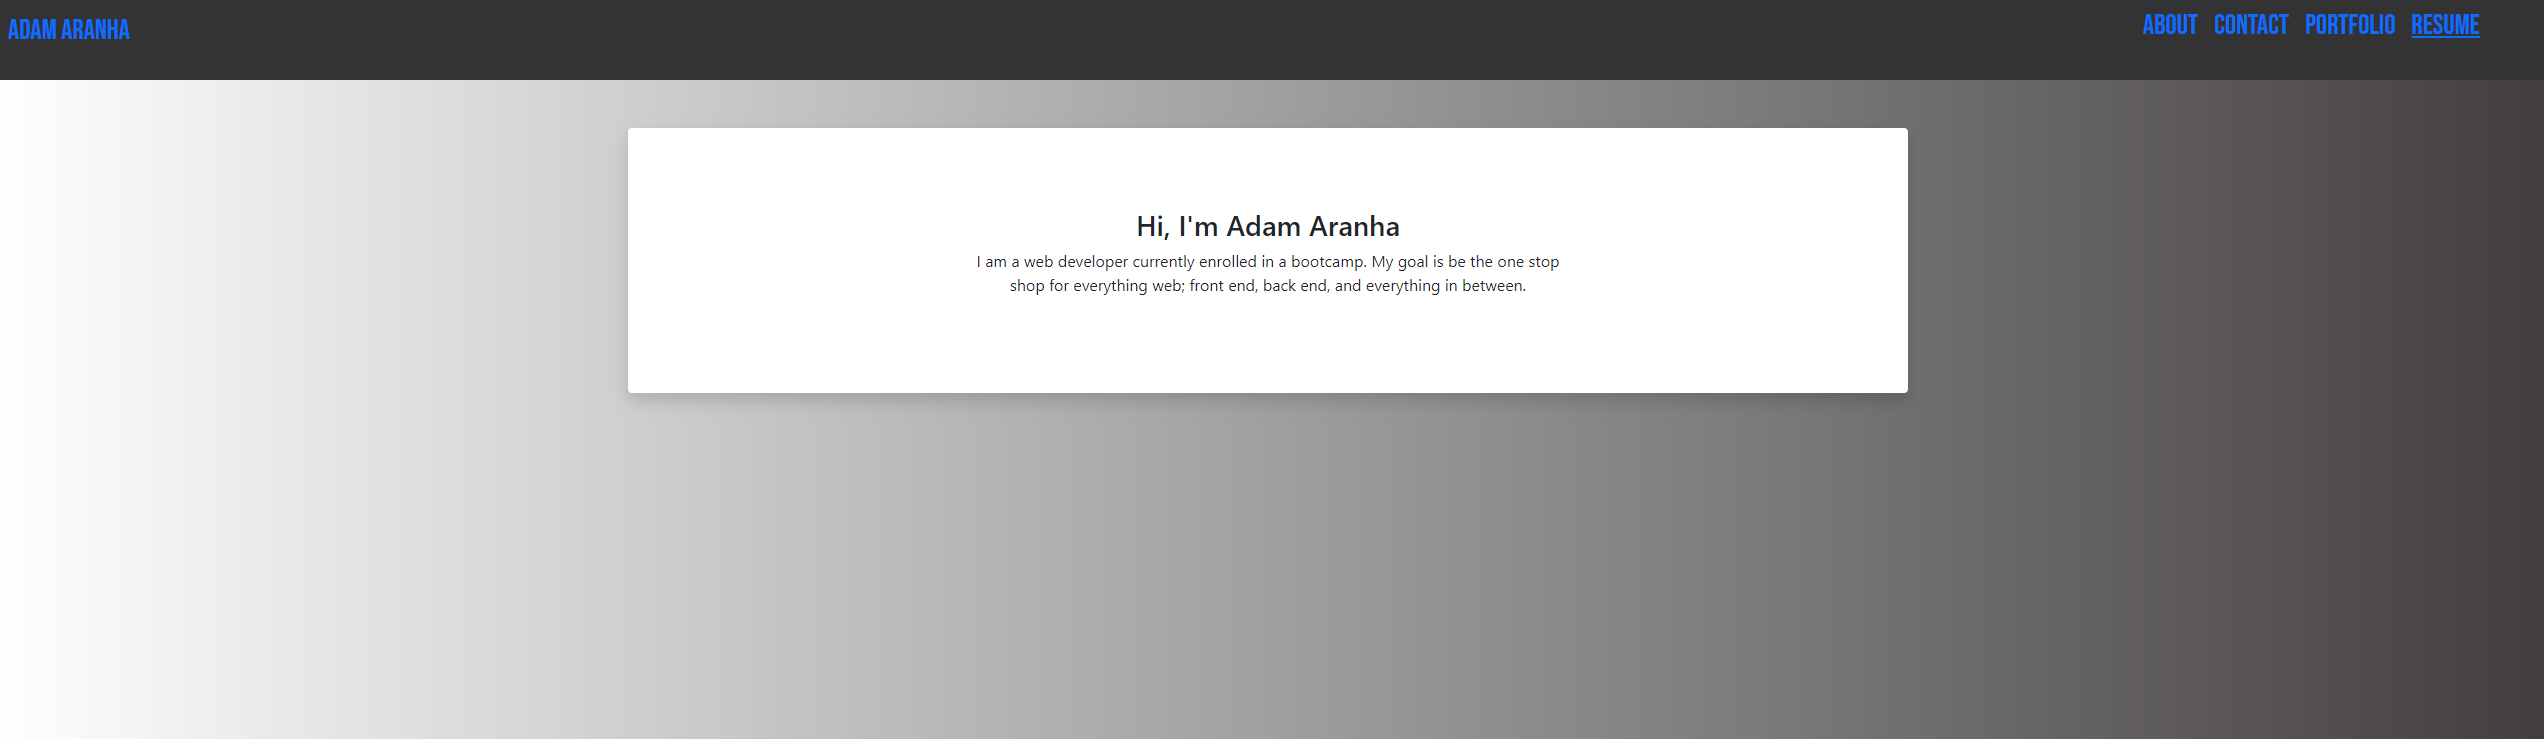 ADAM ARANHA
ABOUT CONTACT PORTFOLIO RESUME
Hi, I'm Adam Aranha
I am a web developer currently enrolled in a bootcamp. My goal is be the one stop
shop for everything web; front end, back end, and everything in between.